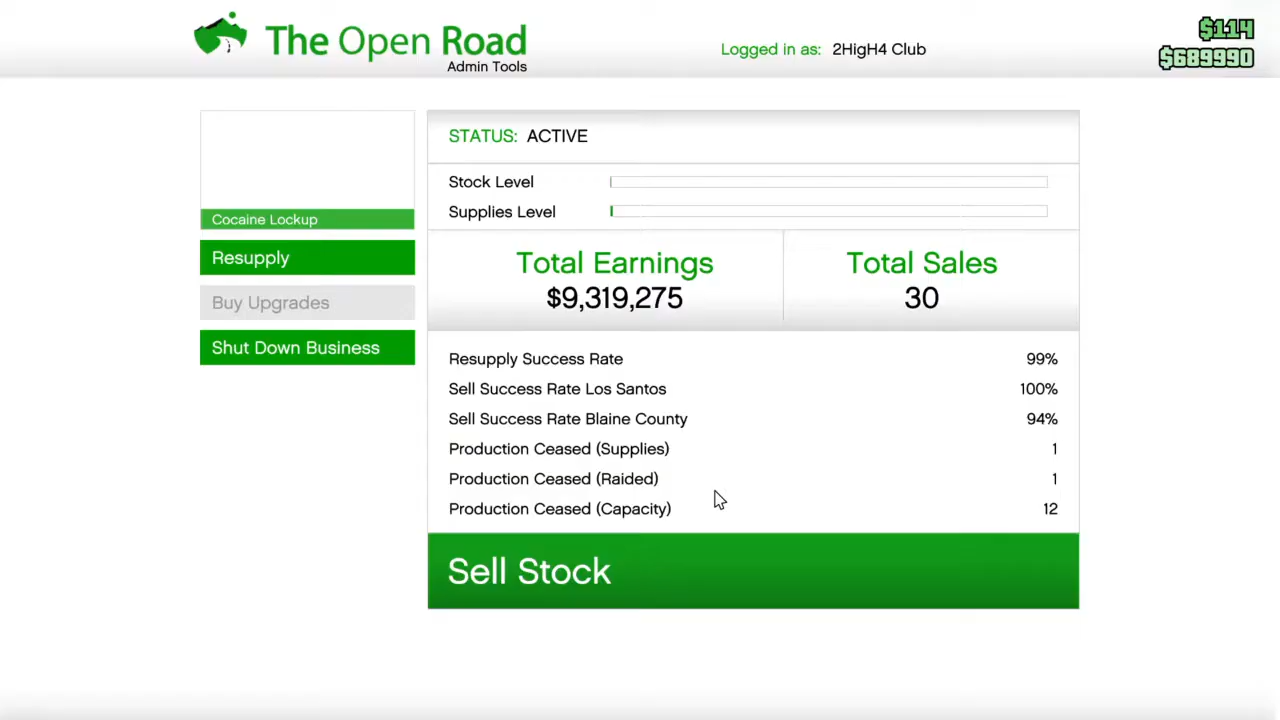 The Open Road
Admin Tools
Logged in as: 2HigH4 Club
$114
$689990
Cocaine Lockup
Resupply
Buy Upgrades
Shut Down Business
STATUS: ACTIVE
Stock Level
Supplies Level
Total Earnings
$9,319,275
Total Sales
30
Resupply Success Rate 99%
Sell Success Rate Los Santos 100%
Sell Success Rate Blaine County 94%
Production Ceased (Supplies) 1
Production Ceased (Raided) 1
Production Ceased (Capacity) 12
Sell Stock